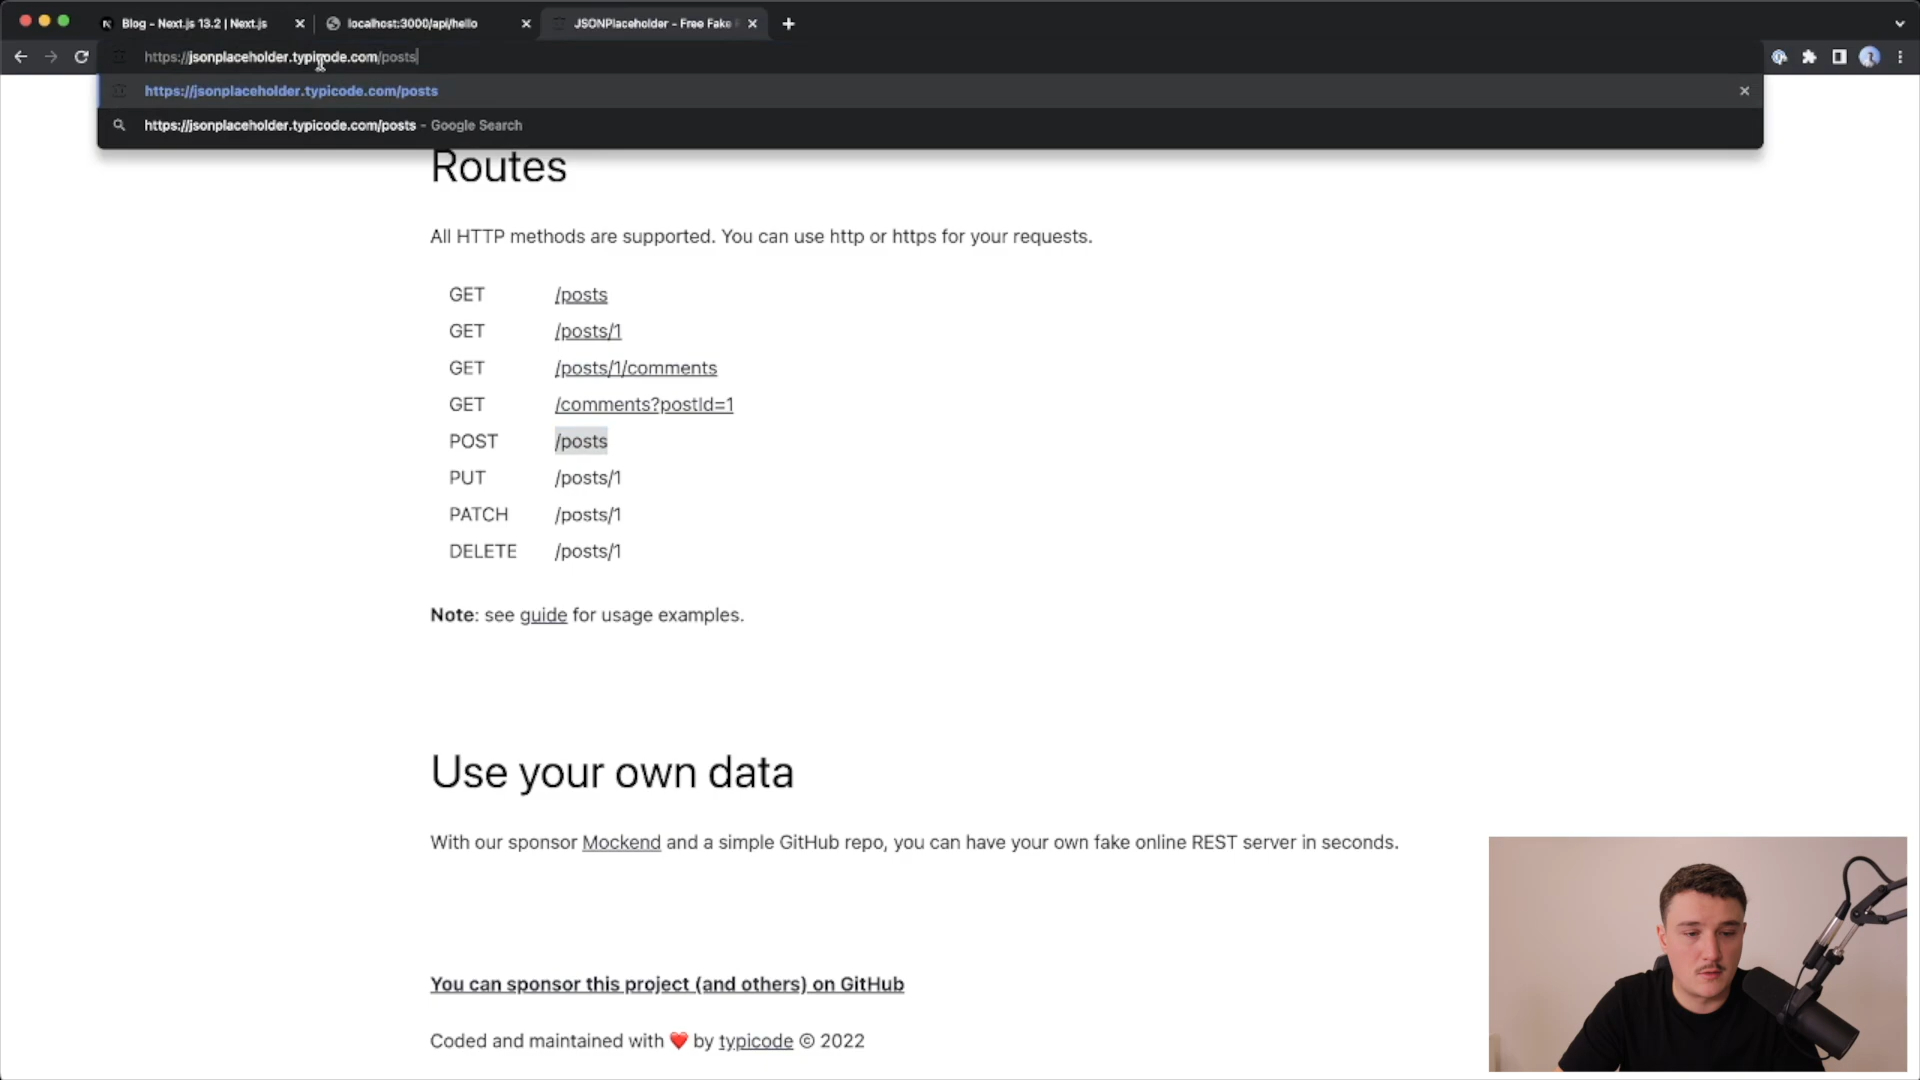 Blog - Next.js 13.2 | Next.js
localhost:3000/api/hello
JSONPlaceholder - Free Fake
https://jsonplaceholder.typicode.com/posts
https://jsonplaceholder.typicode.com/posts
https://jsonplaceholder.typicode.com/posts - Google Search
Routes
All HTTP methods are supported. You can use http or https for your requests.
GET /posts
GET /posts/1
GET /posts/1/comments
GET /comments?postId=1
POST /posts
PUT /posts/1
PATCH /posts/1
DELETE /posts/1
Note: see guide for usage examples.
Use your own data
With our sponsor Mockend and a simple GitHub repo, you can have your own fake online REST server in seconds.
You can sponsor this project (and others) on GitHub
Coded and maintained with ❤️ by typicode © 2022